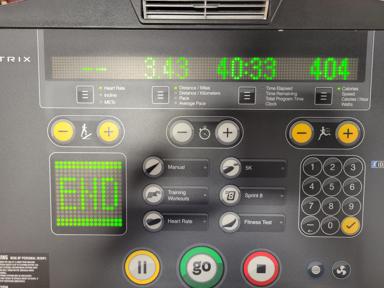 TRIX
-- 3.43 40:33 404
Heart Rate
Incline
METs
Distance / Miles
Distance / Kilometers
Pace
Average Pace
Time Elapsed
Time Remaining
Total Program Time
Clock
Calories
Speed
Calories / Hour
Watts
END
Manual
5K
Training
Workouts
Sprint 8
Heart Rate
Fitness Test
1 2 3
4 5 6
7 8 9
0
go